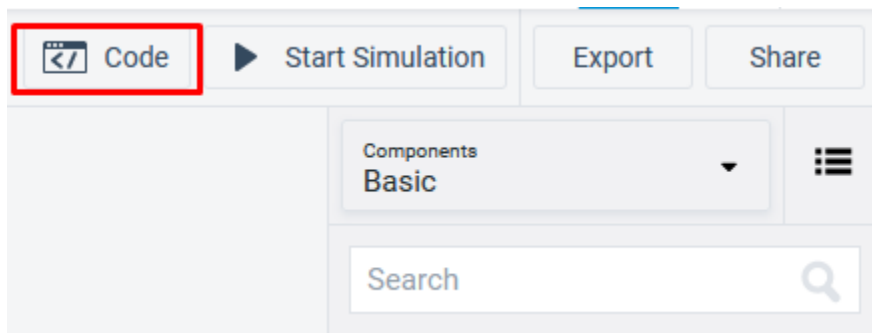 Code
Start Simulation
Export
Share
Components
Basic
Search